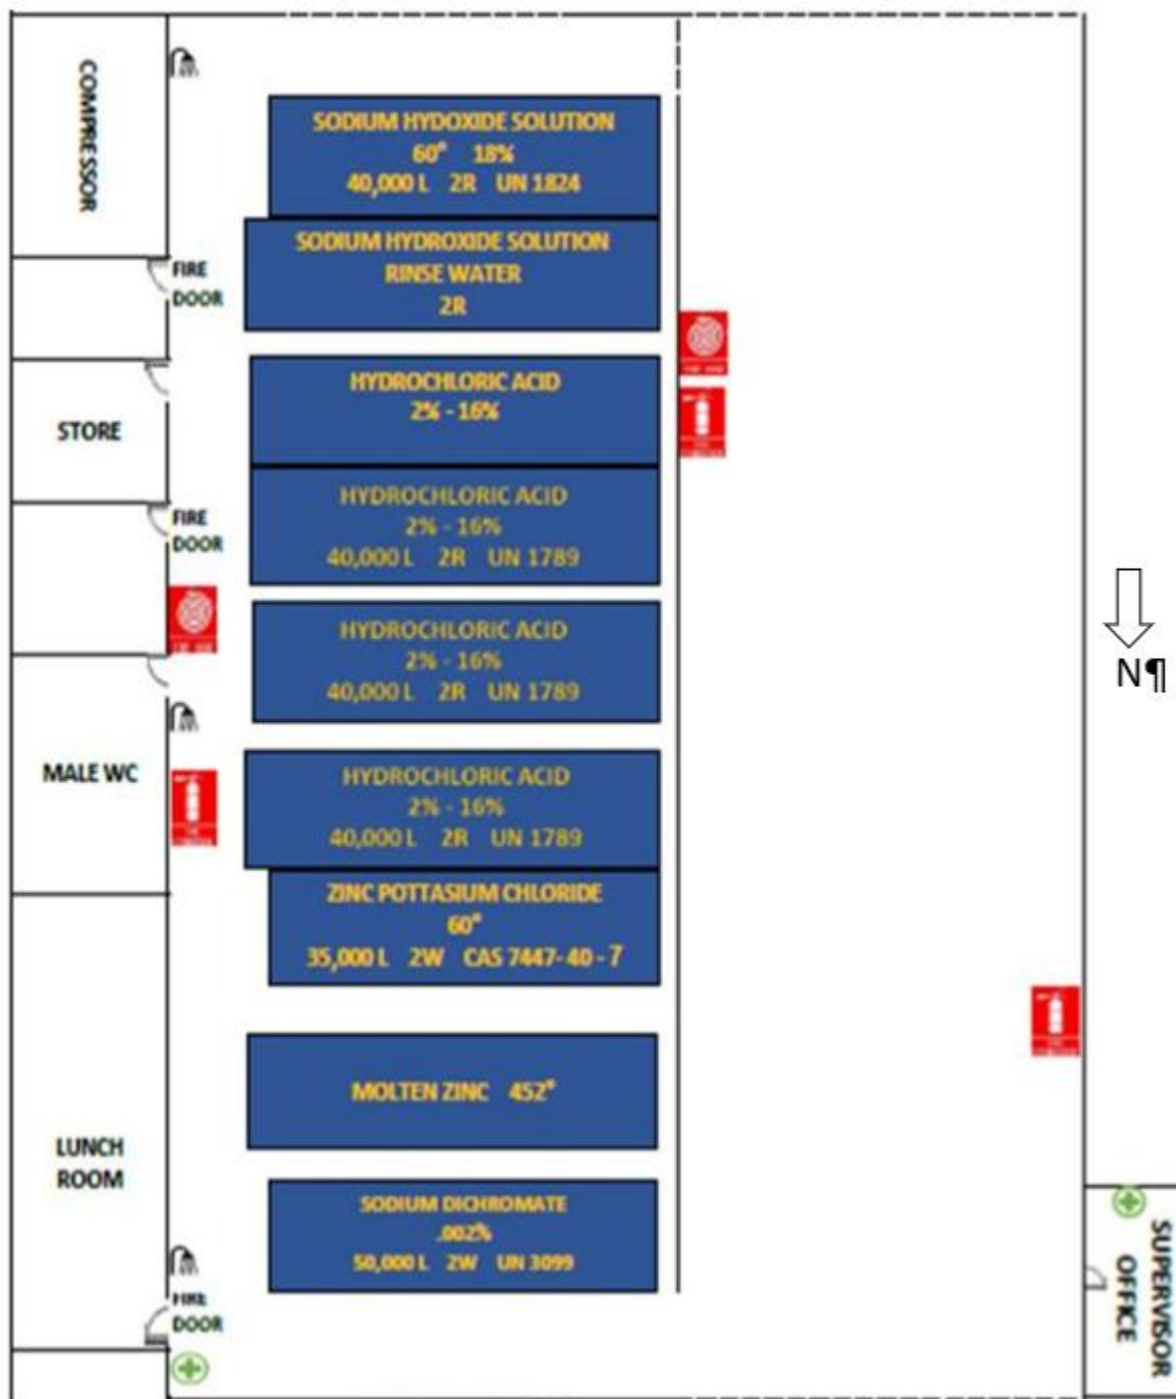 COMPRESSOR
SODIUM HYDOXIDE SOLUTION
60° 18%
40,000 L 2R UN 1824
SODIUM HYDROXIDE SOLUTION
RINSE WATER
2R
FIRE
DOOR
HYDROCHLORIC ACID
2% - 16%
STORE
HYDROCHLORIC ACID
2% - 16%
40,000 L 2R UN 1789
FIRE
DOOR
HYDROCHLORIC ACID
2% - 16%
40,000 L 2R UN 1789
N¶
MALE WC
HYDROCHLORIC ACID
2% - 16%
40,000 L 2R UN 1789
ZINC POTTASIUM CHLORIDE
60°
35,000 L 2W CAS 7447-40-7
MOLTEN ZINC 452°
LUNCH
ROOM
SODIUM DICHROMATE
.002%
50,000 L 2W UN 3099
FIRE
DOOR
SUPERVISOR
OFFICE